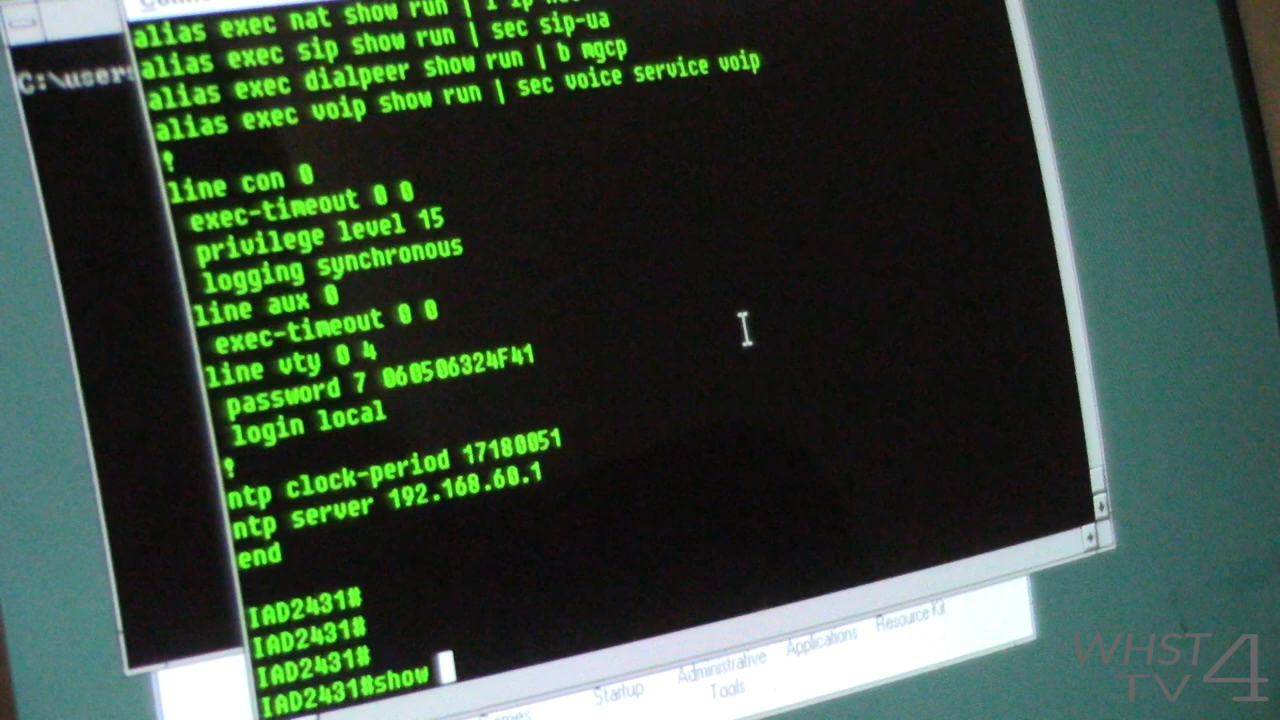 alias exec nat show run | i ip
alias exec sip show run | sec sip-ua
alias exec dialpeer show run | b mgcp
alias exec voip show run | sec voice service voip
!
line con 0
exec-timeout 0 0
privilege level 15
logging synchronous
line aux 0
exec-timeout 0 0
line vty 0 4
password 7 060506324F41
login local
!
ntp clock-period 17180051
ntp server 192.168.60.1
end
IAD2431#
IAD2431#
IAD2431#
IAD2431#show
C:\users
Startup
Administrative
Tools
Applications
Resource Kit
WHST
TV 4